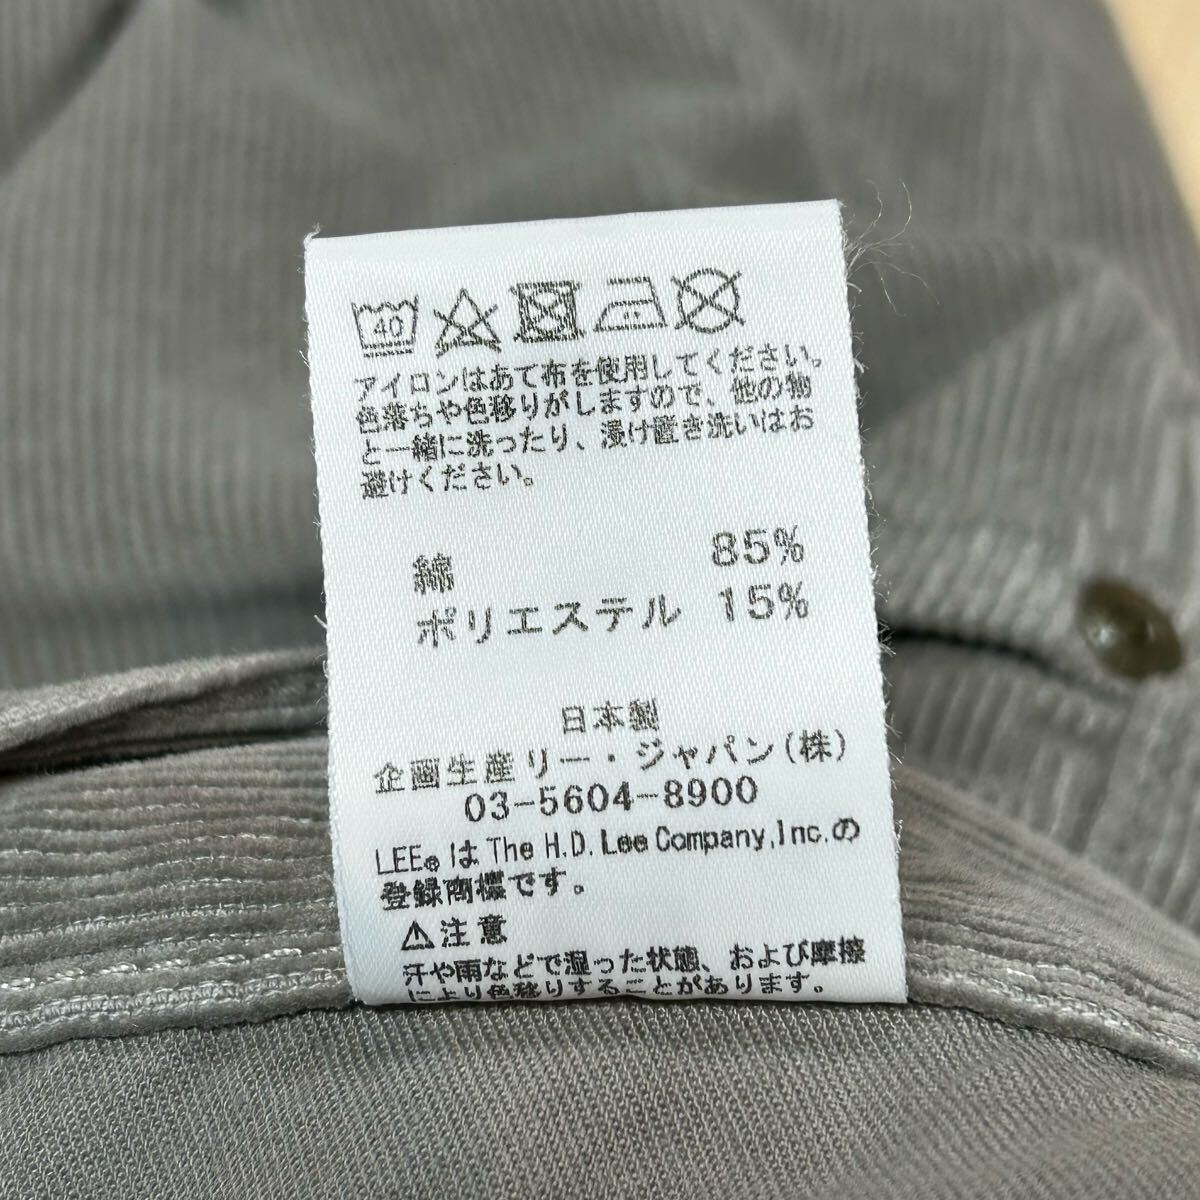 40
アイロンはあて布を使用してください。
色落ちや色移りがしますので、他の物
と一緒に洗ったり、浸け置き洗いはお
避けください。
綿 85%
ポリエステル 15%
日本製
企画生産リー・ジャパン(株)
03-5604-8900
LEE®はThe H.D. Lee Company,Inc.の
登録商標です。
⚠注意
汗や雨などで湿った状態、および摩擦
により色移りすることがあります。